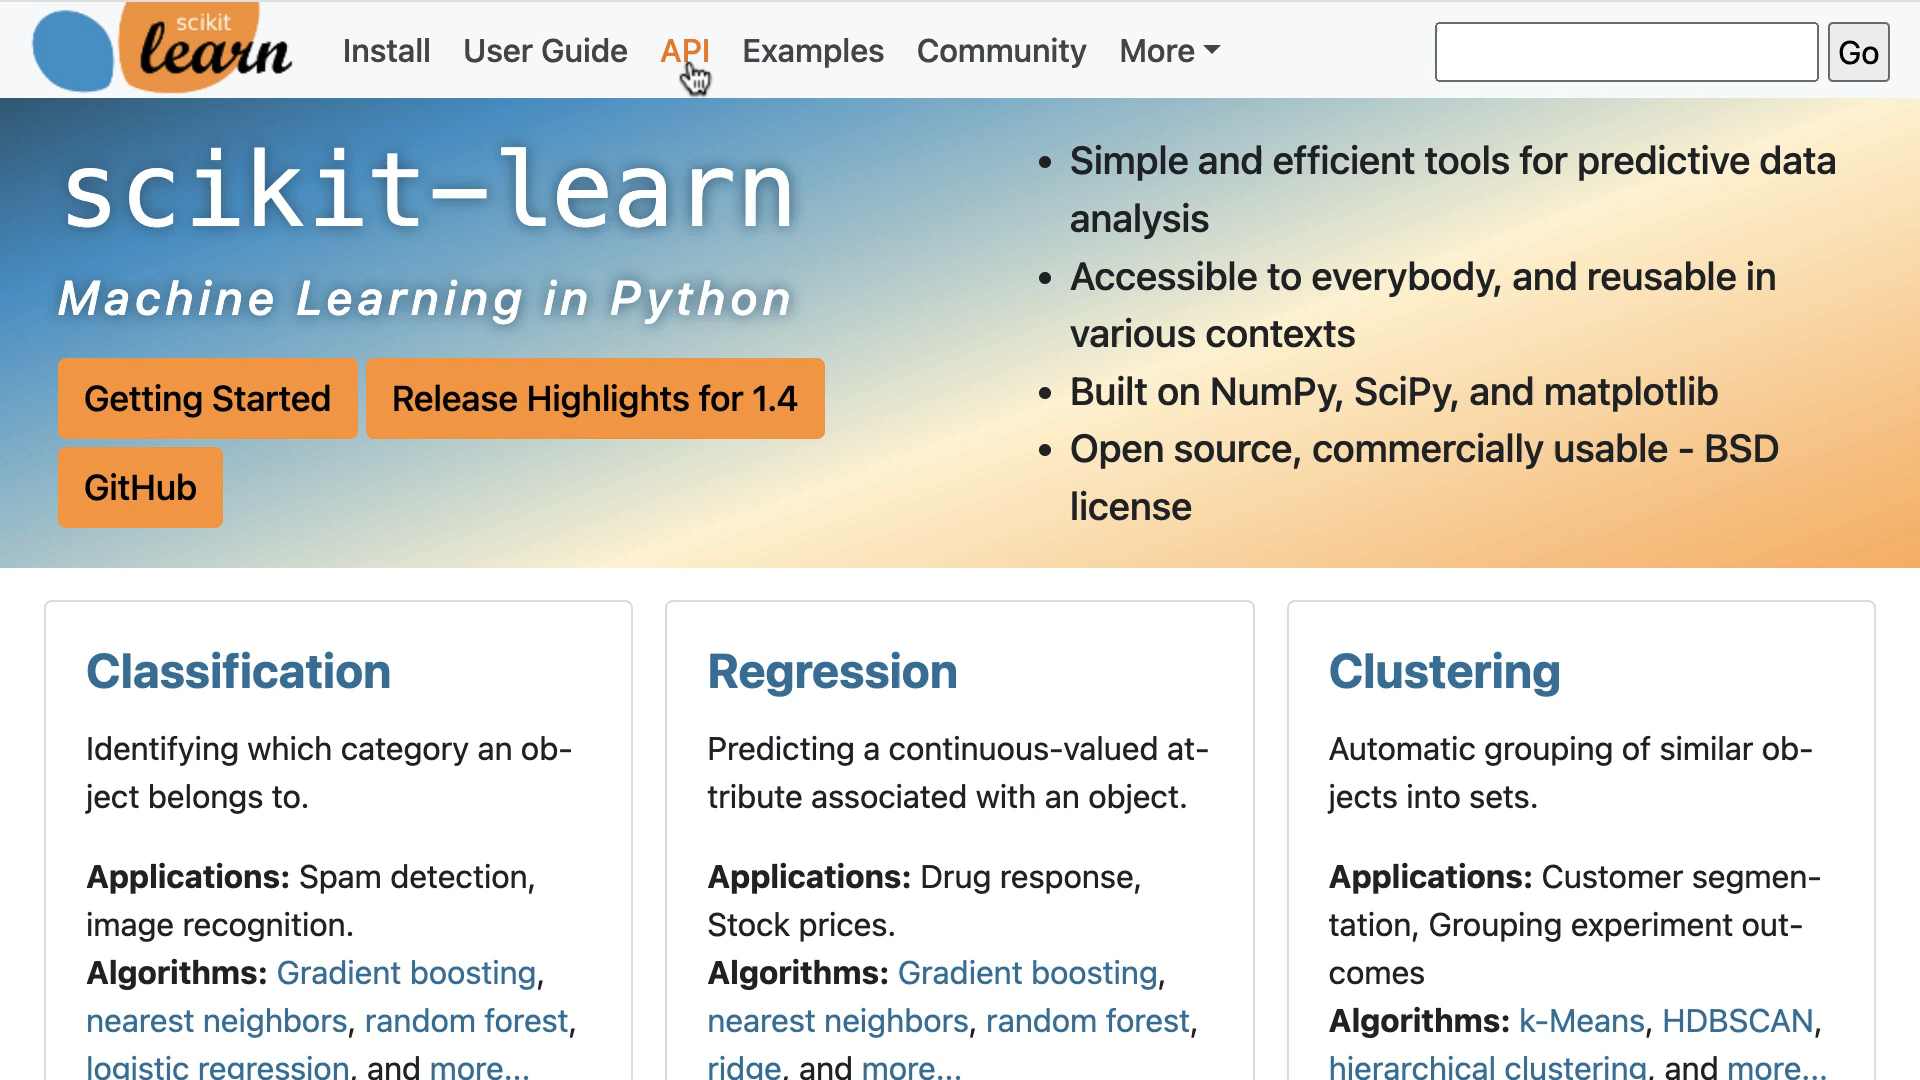 scikit
learn
Install User Guide API Examples Community More
Go
scikit-learn
Machine Learning in Python
Getting Started
Release Highlights for 1.4
GitHub
• Simple and efficient tools for predictive data
analysis
• Accessible to everybody, and reusable in
various contexts
• Built on NumPy, SciPy, and matplotlib
• Open source, commercially usable - BSD
license
Classification
Identifying which category an ob-
ject belongs to.
Applications: Spam detection,
image recognition.
Algorithms: Gradient boosting,
nearest neighbors, random forest,
logistic regression, and more...
Regression
Predicting a continuous-valued at-
tribute associated with an object.
Applications: Drug response,
Stock prices.
Algorithms: Gradient boosting,
nearest neighbors, random forest,
ridge, and more...
Clustering
Automatic grouping of similar ob-
jects into sets.
Applications: Customer segmen-
tation, Grouping experiment out-
comes
Algorithms: k-Means, HDBSCAN,
hierarchical clustering, and more...